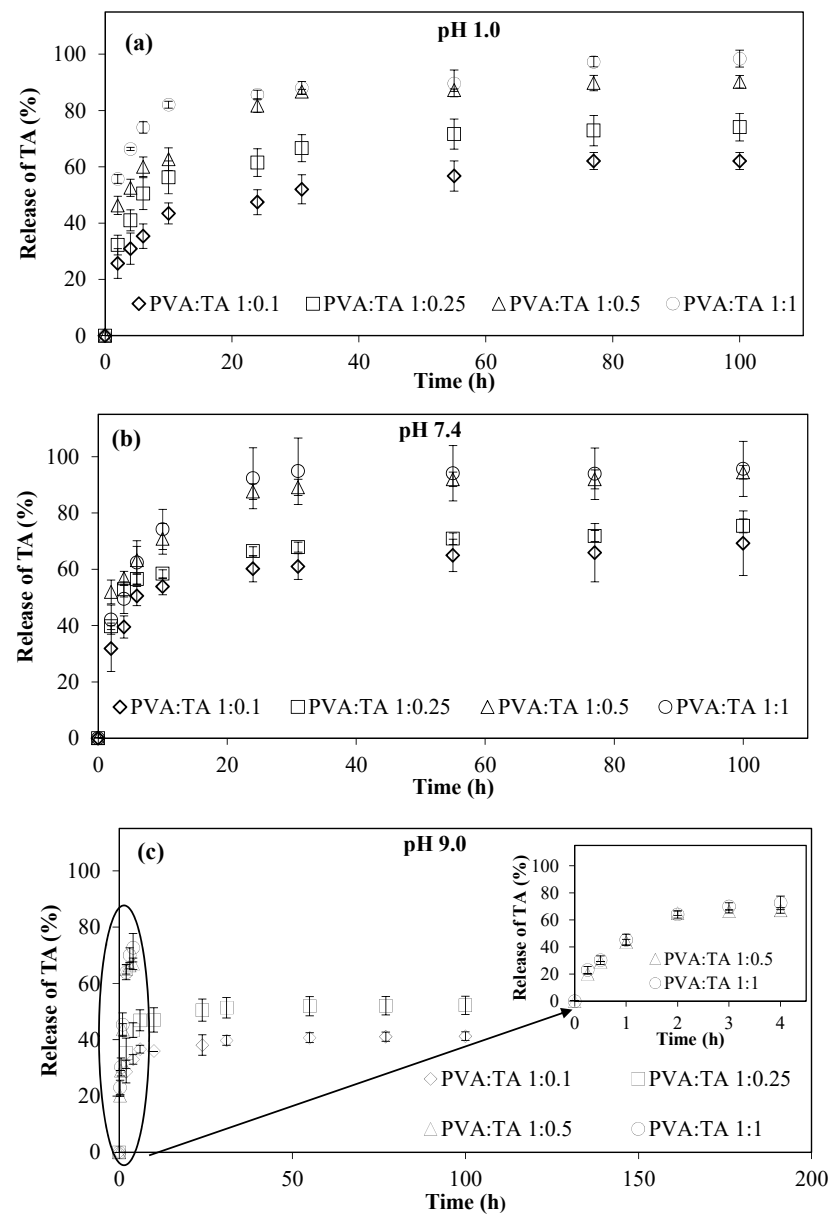 (a)
pH 1.0
Release of TA (%)
100
80
60
40
20
0
PVA:TA 1:0.1 PVA:TA 1:0.25 PVA:TA 1:0.5 PVA:TA 1:1
0 20 40 60 80 100
Time (h)
(b)
pH 7.4
Release of TA (%)
100
80
60
40
20
0
PVA:TA 1:0.1 PVA:TA 1:0.25 PVA:TA 1:0.5 PVA:TA 1:1
0 20 40 60 80 100
Time (h)
(c)
pH 9.0
Release of TA (%)
100
80
60
40
20
0
PVA:TA 1:0.1 PVA:TA 1:0.25
PVA:TA 1:0.5 PVA:TA 1:1
0 50 100 150 200
Time (h)
Release of TA (%)
100
80
60
40
20
0
PVA:TA 1:0.5
PVA:TA 1:1
0 1 2 3 4
Time (h)